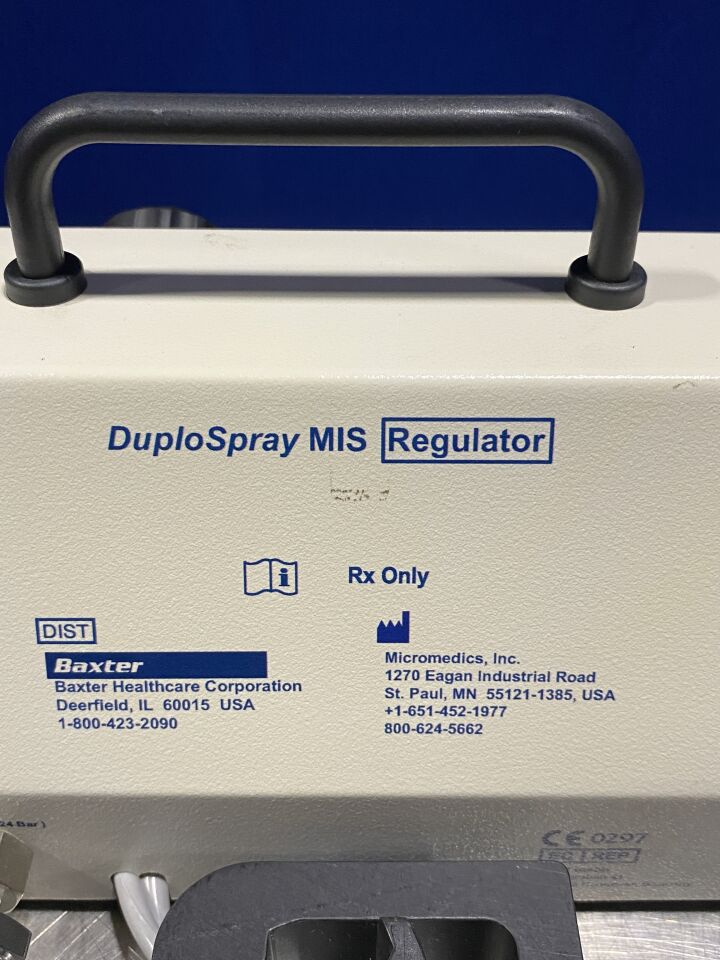 DuploSpray MIS Regulator
i Rx Only
DIST
Baxter
Baxter Healthcare Corporation
Deerfield, IL 60015 USA
1-800-423-2090
Micromedics, Inc.
1270 Eagan Industrial Road
St. Paul, MN 55121-1385, USA
+1-651-452-1977
800-624-5662
24 Bar)
CE 0297
EC REP